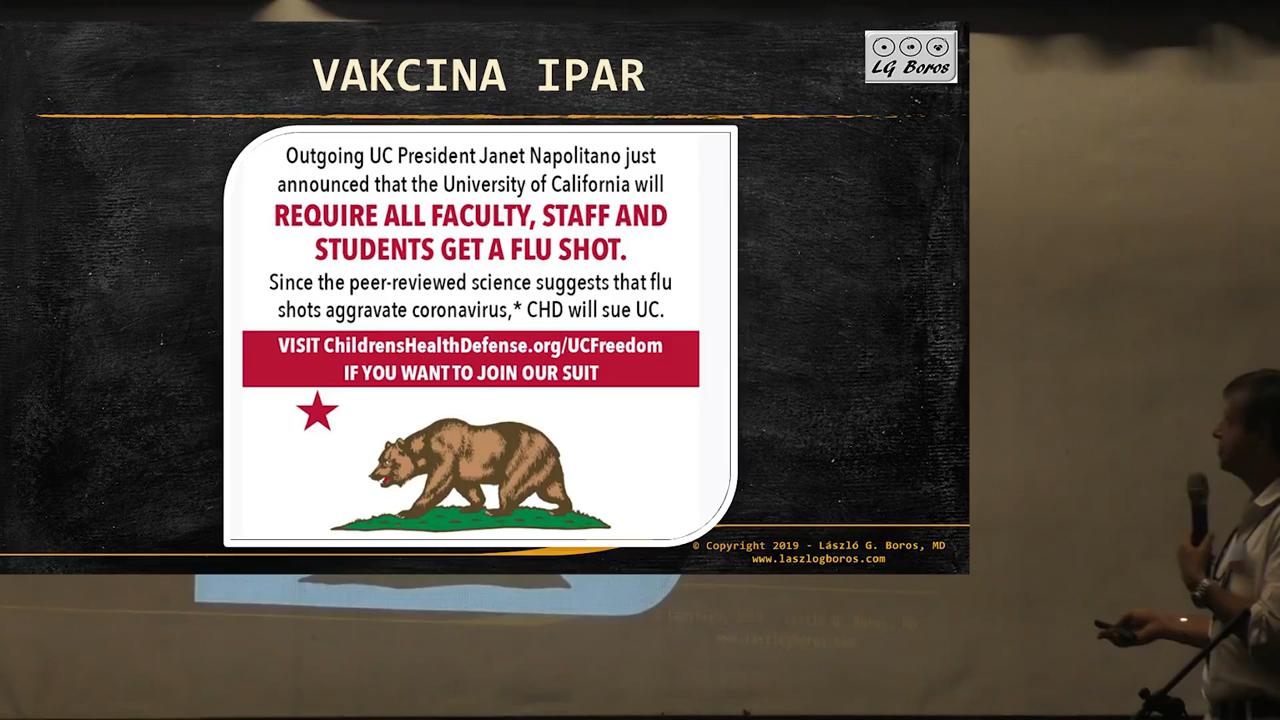 VAKCINA IPAR
LG Boros
Outgoing UC President Janet Napolitano just
announced that the University of California will
REQUIRE ALL FACULTY, STAFF AND
STUDENTS GET A FLU SHOT.
Since the peer-reviewed science suggests that flu
shots aggravate coronavirus,* CHD will sue UC.
VISIT ChildrensHealthDefense.org/UCFreedom
IF YOU WANT TO JOIN OUR SUIT
© Copyright 2019 - László G. Boros, MD
www.laszlogboros.com